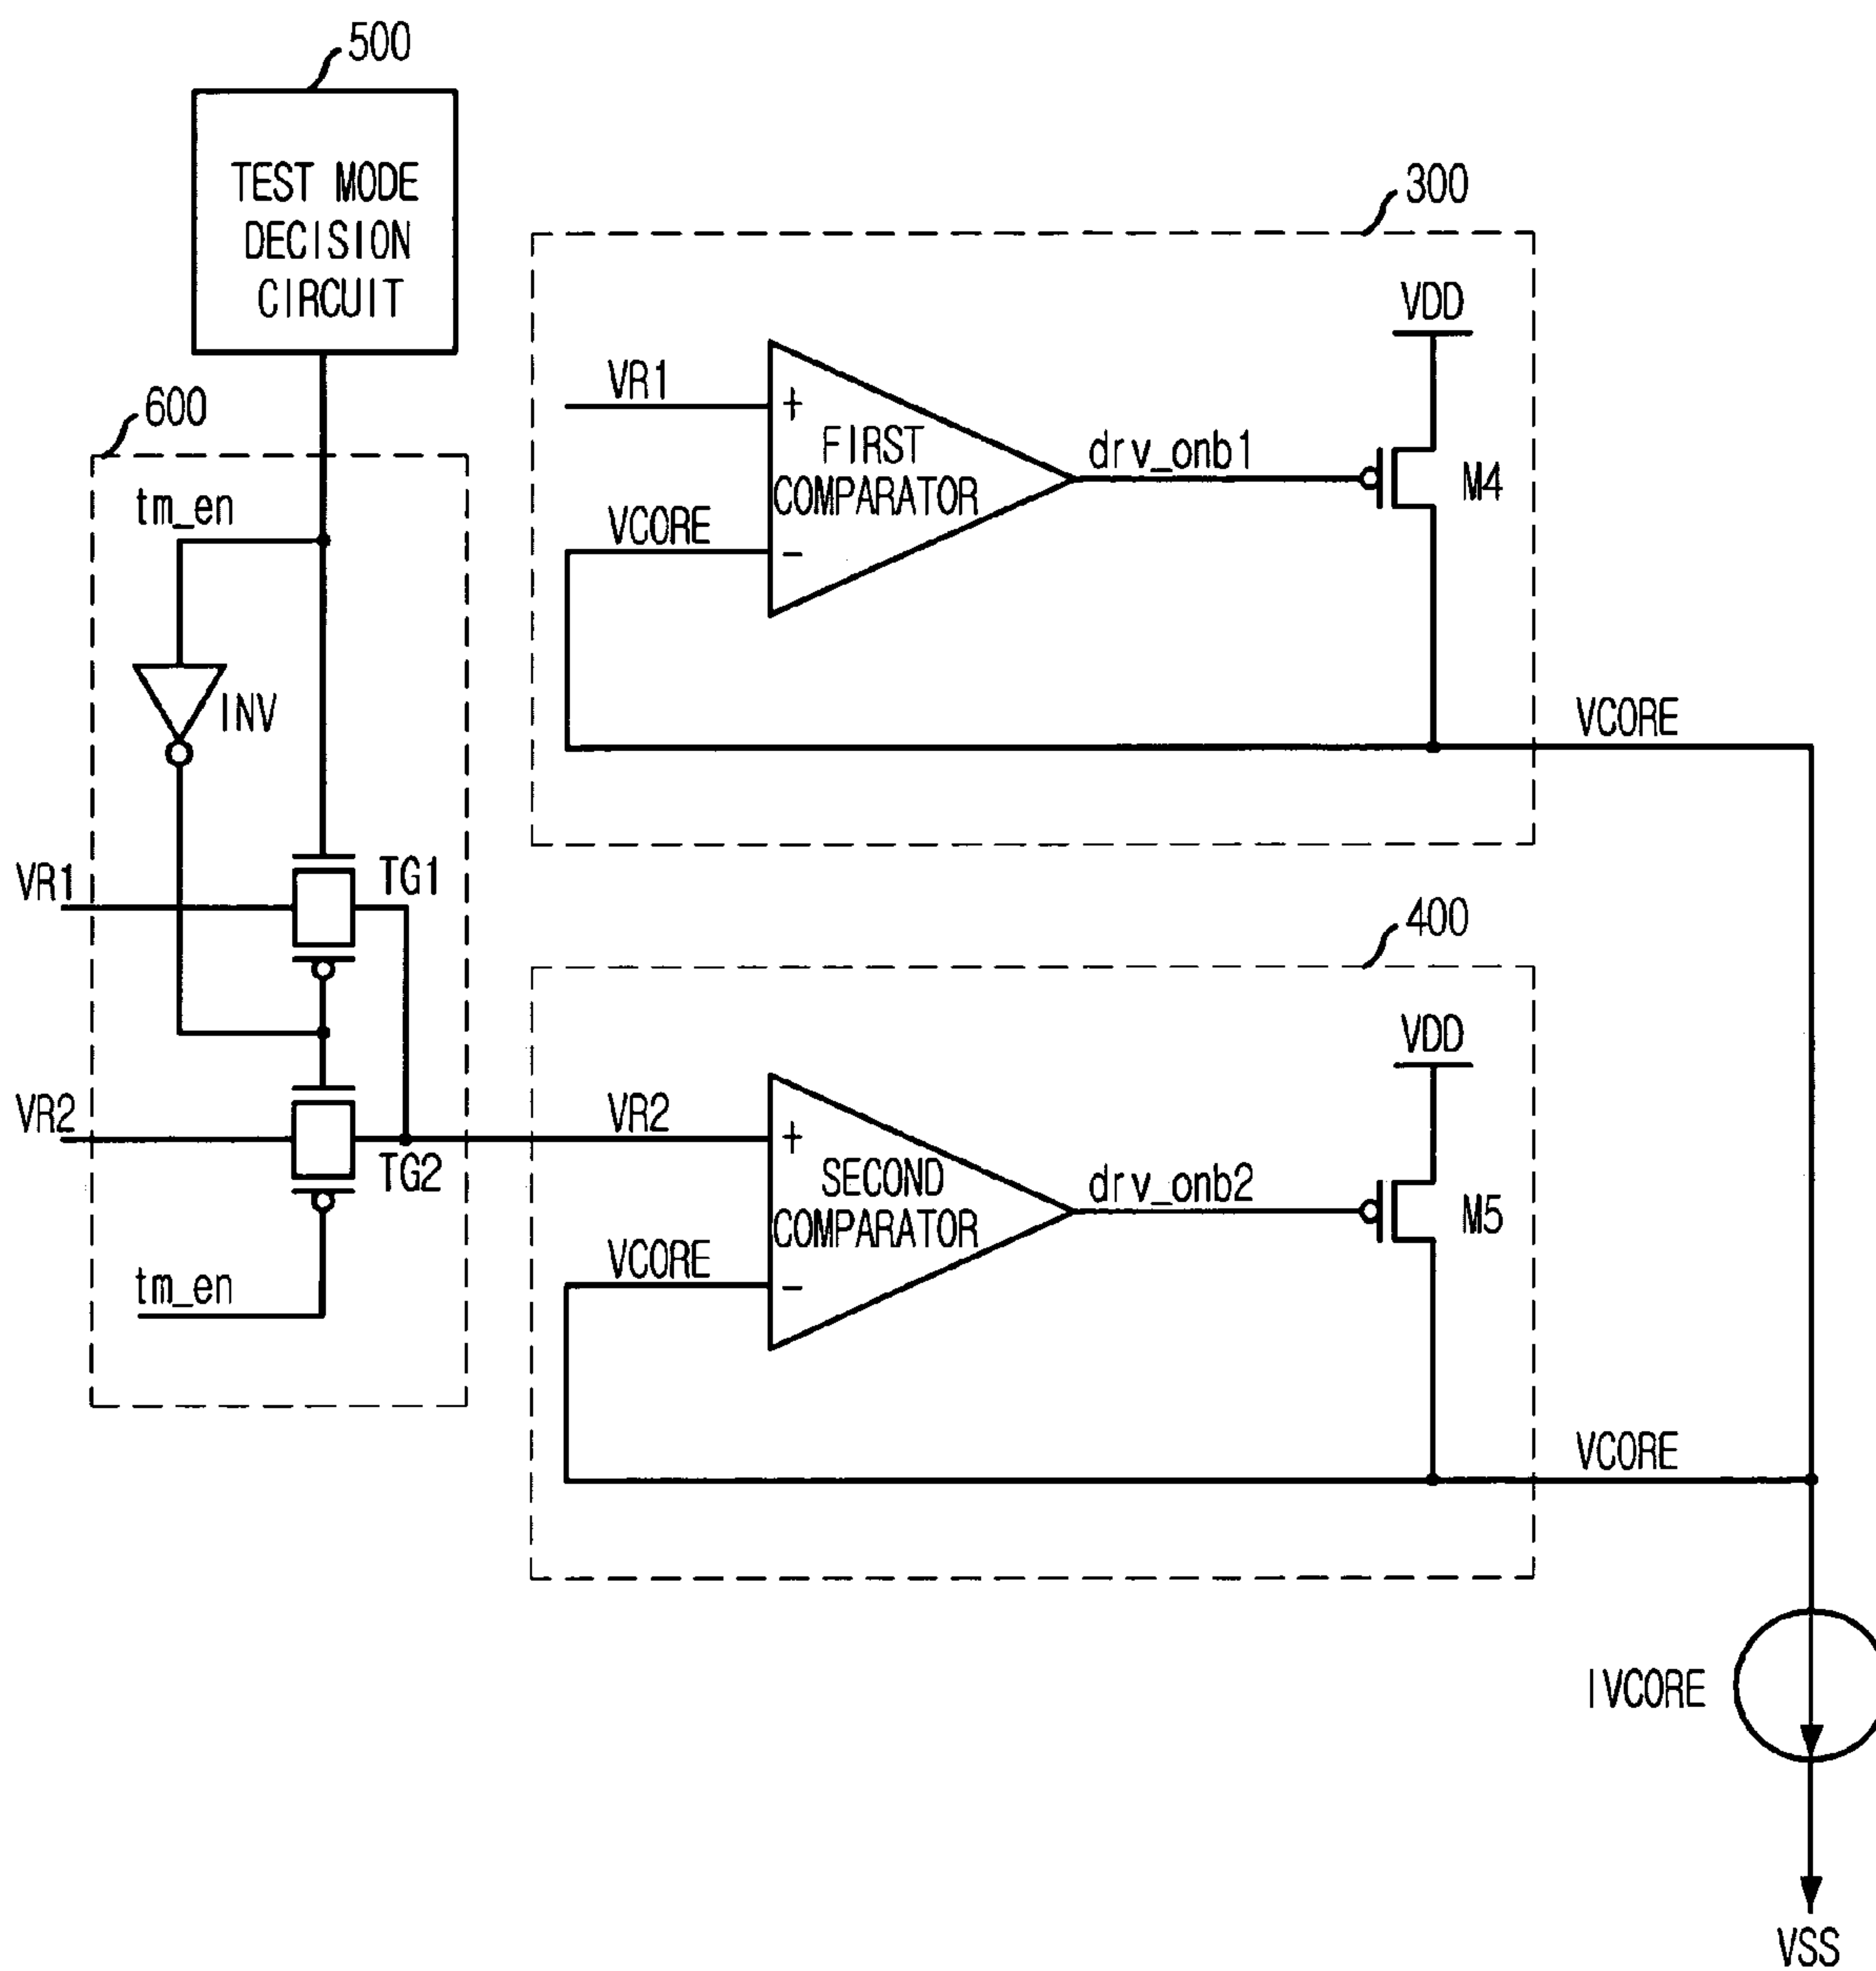 500
TEST MODE
DECISION
CIRCUIT
300
VDD
600
VR1
+
FIRST
COMPARATOR
drv_onb1
M4
tm_en
VCORE
-
INV
VCORE
VR1
TG1
400
VDD
VR2
TG2
VR2
+
SECOND
COMPARATOR
drv_onb2
M5
tm_en
VCORE
-
VCORE
IVCORE
VSS